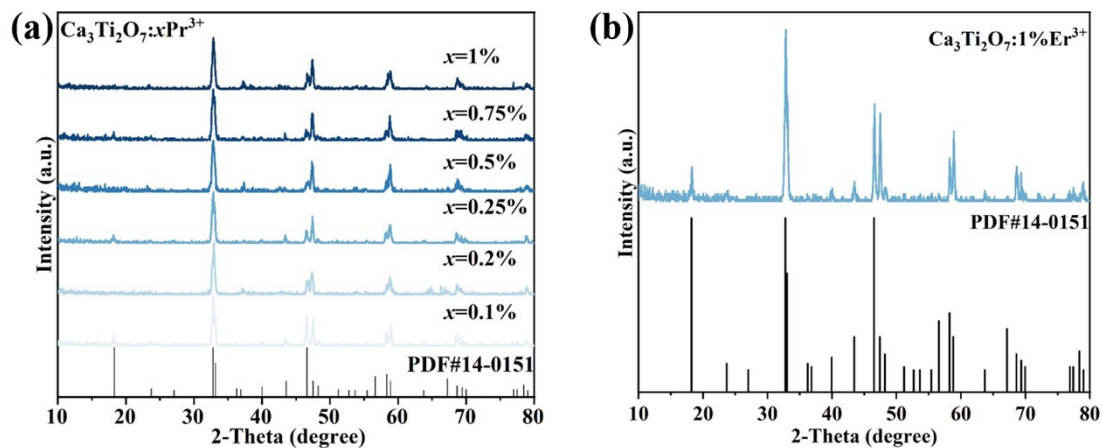 (a)
Ca₃Ti₂O₇:xPr³⁺
x=1%
x=0.75%
x=0.5%
x=0.25%
x=0.2%
x=0.1%
PDF#14-0151
Intensity (a.u.)
10 20 30 40 50 60 70 80
2-Theta (degree)
(b)
Ca₃Ti₂O₇:1%Er³⁺
PDF#14-0151
Intensity (a.u.)
10 20 30 40 50 60 70 80
2-Theta (degree)